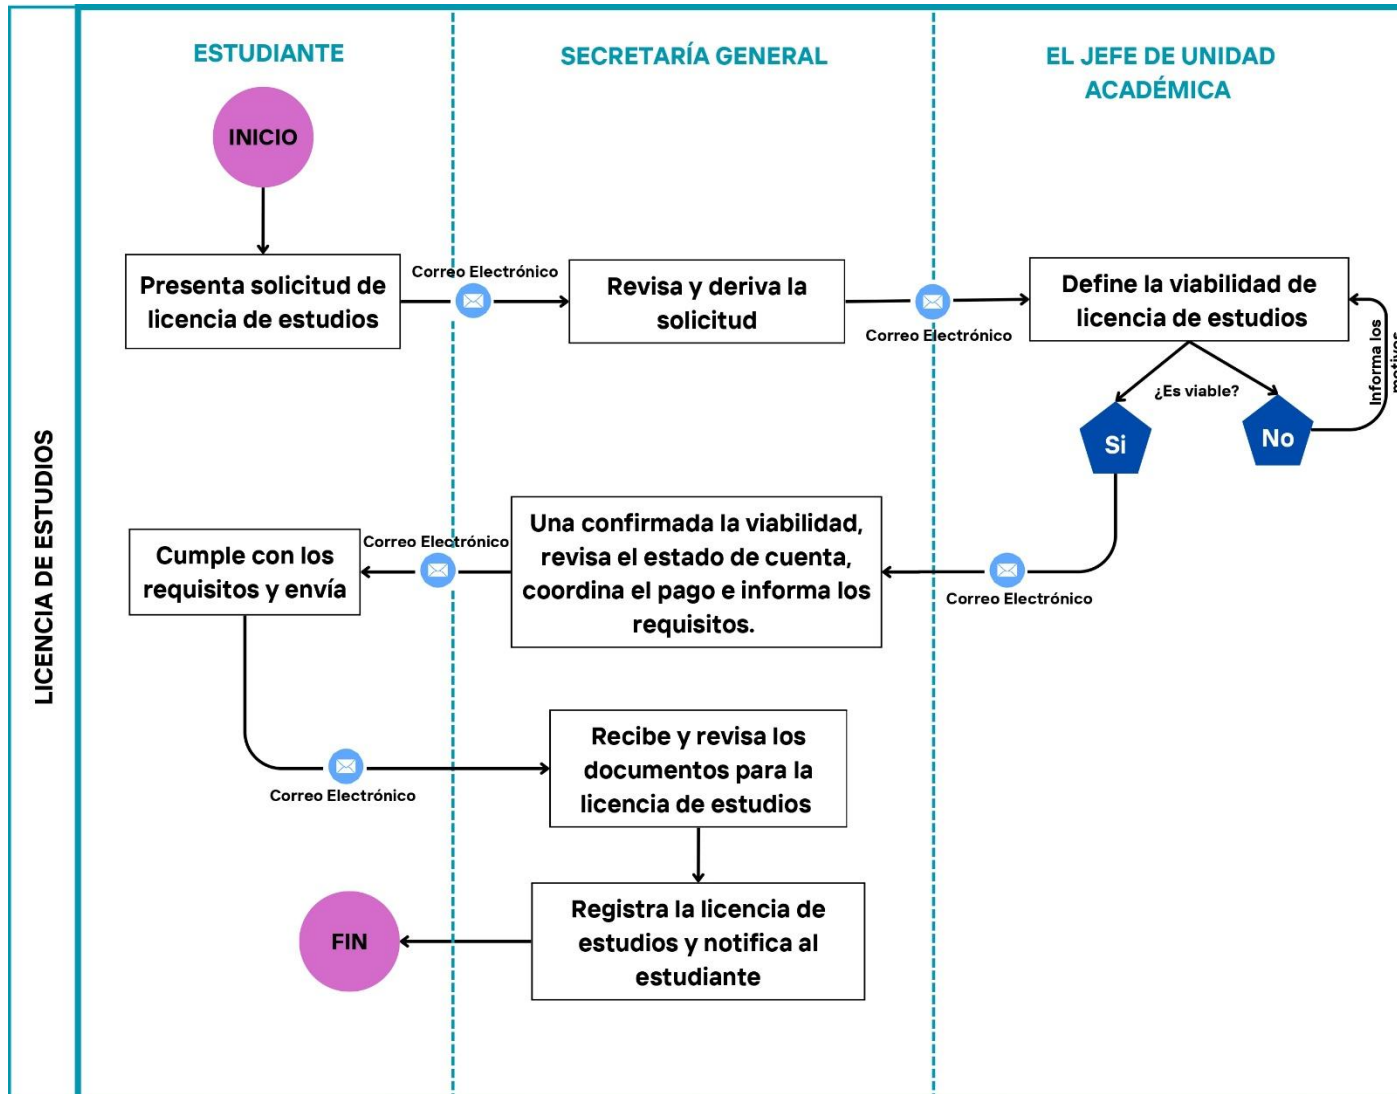 LICENCIA DE ESTUDIOS
ESTUDIANTE
SECRETARÍA GENERAL
EL JEFE DE UNIDAD
ACADÉMICA
INICIO
Presenta solicitud de
licencia de estudios
Correo Electrónico
Revisa y deriva la
solicitud
Correo Electrónico
Define la viabilidad de
licencia de estudios
Informa los
motivos
¿Es viable?
Si
No
Correo Electrónico
Una confirmada la viabilidad,
revisa el estado de cuenta,
coordina el pago e informa los
requisitos.
Correo Electrónico
Cumple con los
requisitos y envía
Correo Electrónico
Recibe y revisa los
documentos para la
licencia de estudios
Registra la licencia de
estudios y notifica al
estudiante
FIN